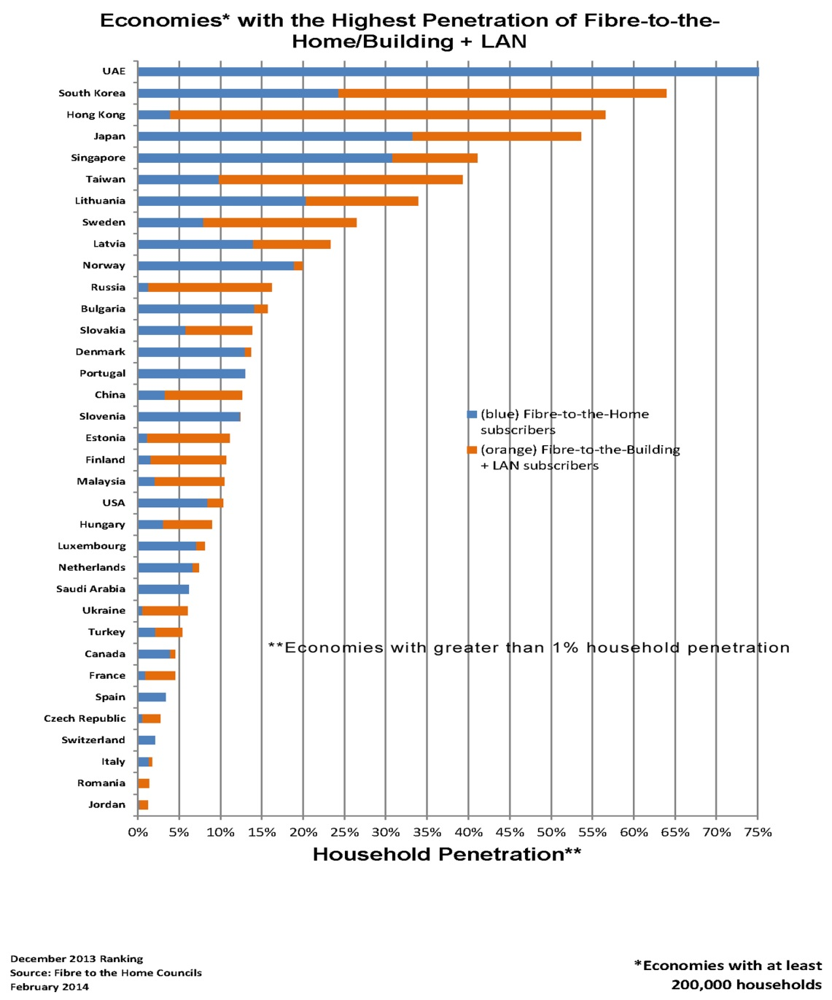 Economies* with the Highest Penetration of Fibre-to-the-
Home/Building + LAN
UAE
South Korea
Hong Kong
Japan
Singapore
Taiwan
Lithuania
Sweden
Latvia
Norway
Russia
Bulgaria
Slovakia
Denmark
Portugal
China
Slovenia
Estonia
Finland
Malaysia
USA
Hungary
Luxembourg
Netherlands
Saudi Arabia
Ukraine
Turkey
Canada
France
Spain
Czech Republic
Switzerland
Italy
Romania
Jordan
(blue) Fibre-to-the-Home
subscribers
(orange) Fibre-to-the-Building
+ LAN subscribers
**Economies with greater than 1% household penetration
0% 5% 10% 15% 20% 25% 30% 35% 40% 45% 50% 55% 60% 65% 70% 75%
Household Penetration**
December 2013 Ranking
Source: Fibre to the Home Councils
February 2014
*Economies with at least
200,000 households